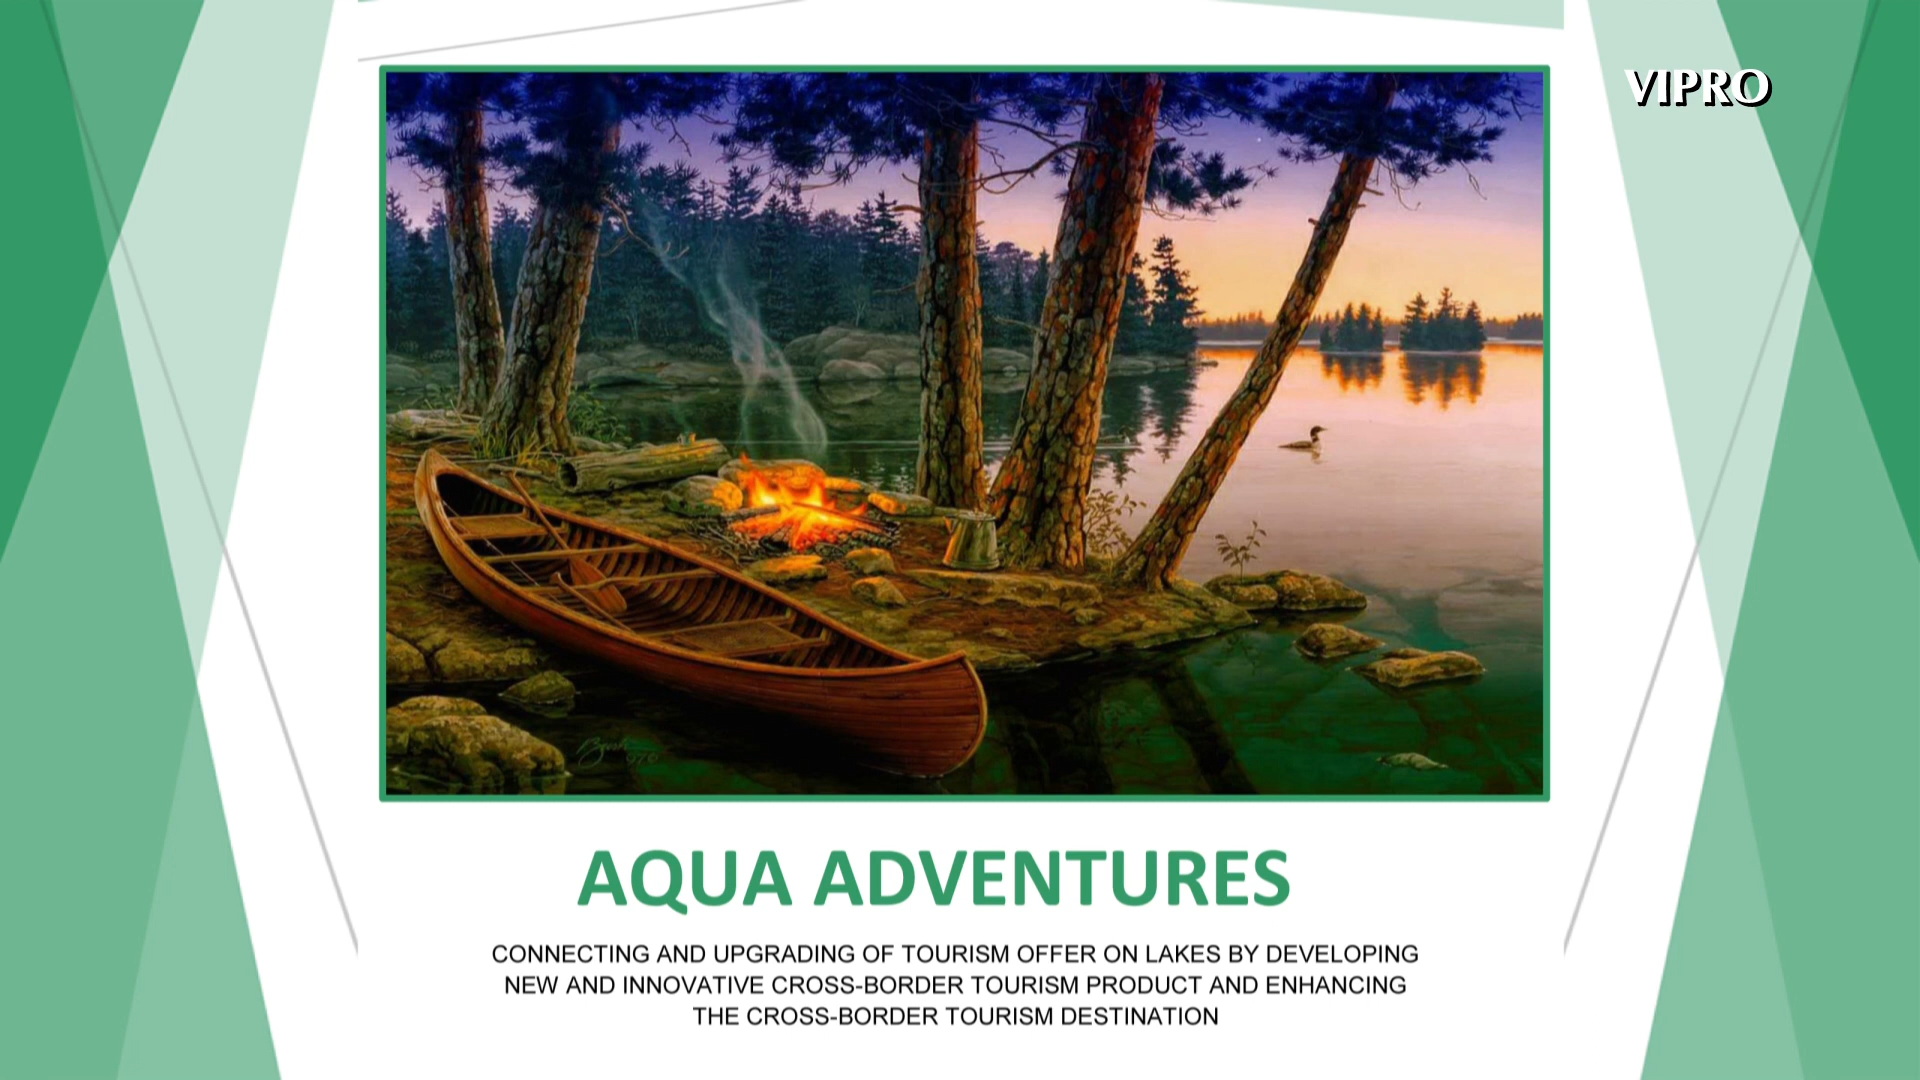 VIPRO
AQUA ADVENTURES
CONNECTING AND UPGRADING OF TOURISM OFFER ON LAKES BY DEVELOPING
NEW AND INNOVATIVE CROSS-BORDER TOURISM PRODUCT AND ENHANCING
THE CROSS-BORDER TOURISM DESTINATION